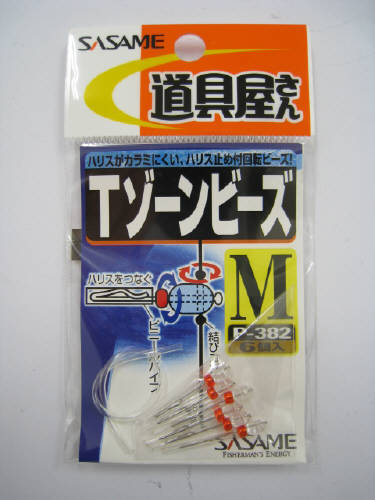 SASAME
道具屋さん
ハリスがカラミにくい、ハリス止め付回転ビーズ!
Tゾーンビーズ
ハリスをつなぐ
M
P-382
6個入
ビニールパイプ
結び
SASAME
FISHERMAN'S ENERGY